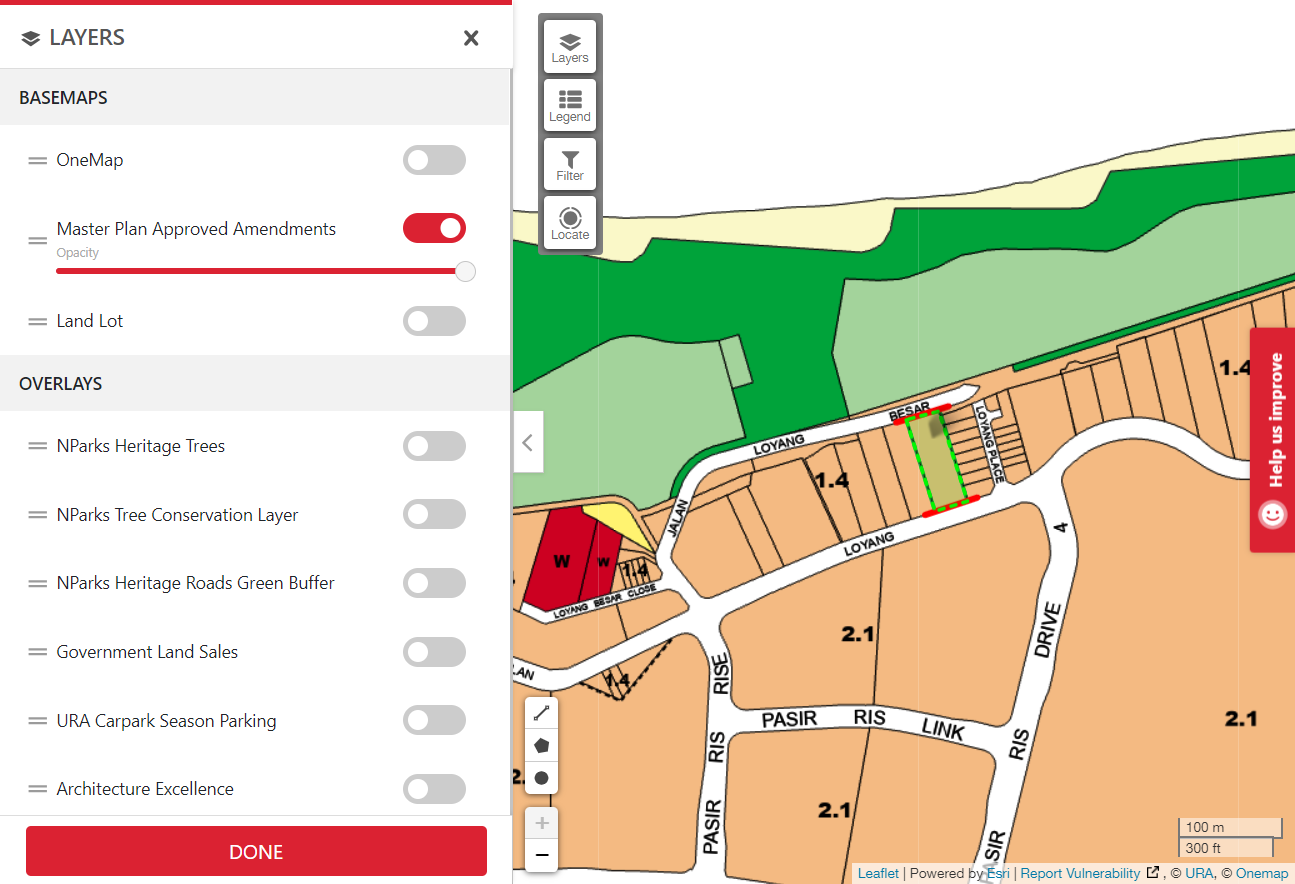 LAYERS
BASEMAPS
OneMap
Master Plan Approved Amendments
Opacity
Land Lot
OVERLAYS
NParks Heritage Trees
NParks Tree Conservation Layer
NParks Heritage Roads Green Buffer
Government Land Sales
URA Carpark Season Parking
Architecture Excellence
DONE
Layers
Legend
Filter
Locate
1.4
BESAR
LOYANG
LOYANG PLACE
1.4
JALAN
LOYANG
4
W
W
1.4
LOYANG BESAR CLOSE
2.1
DRIVE
RISE
1.4
PASIR RIS LINK
2.1
RIS
RIS
2.1
PASIR
Help us improve
100 m
300 ft
Leaflet | Powered by Esri | Report Vulnerability , © URA, © Onemap